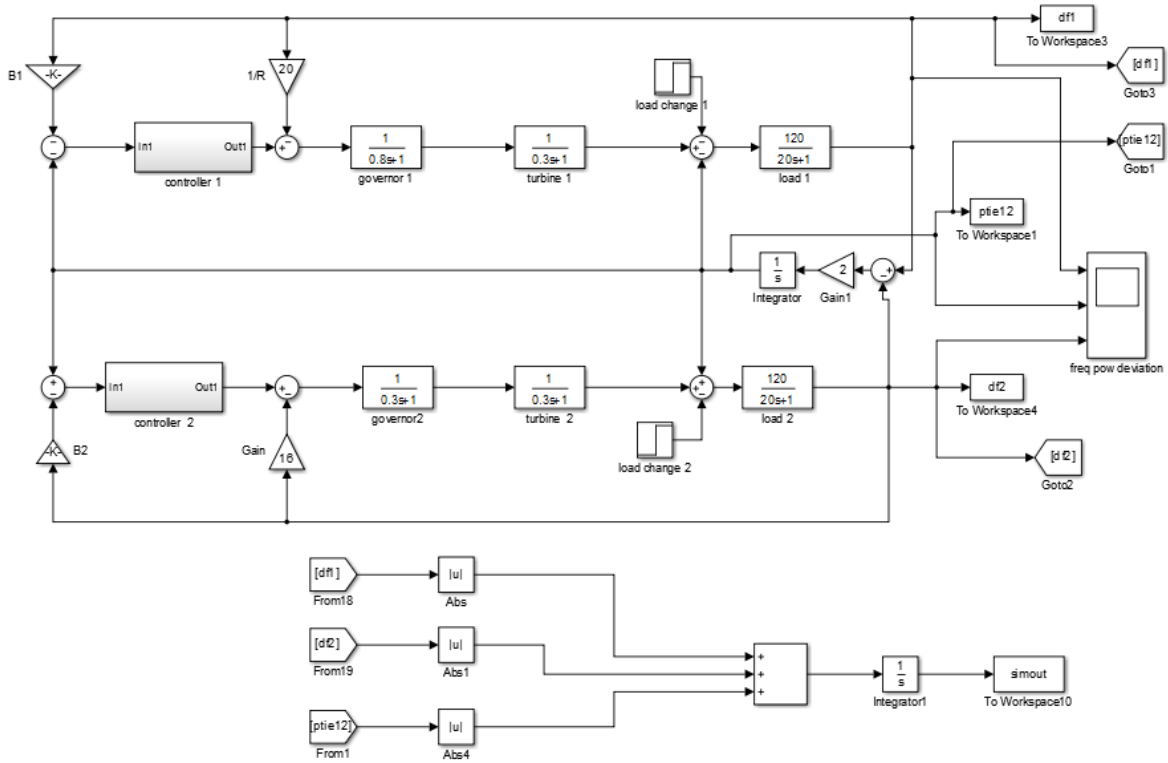 df1
To Workspace3
B1
-K-
20
1/R
[df1]
Goto3
load change 1
[ptie12]
Goto1
In1
Out1
controller 1
1
0.8s+1
governor 1
1
0.3s+1
turbine 1
120
20s+1
load 1
ptie12
To Workspace1
1
s
Integrator
2
Gain1
freq pow deviation
In1
Out1
controller 2
1
0.3s+1
governor2
1
0.3s+1
turbine 2
120
20s+1
load 2
df2
To Workspace4
-K-
B2
Gain
16
load change 2
[df2]
Goto2
[df1]
From18
|u|
Abs
[df2]
From19
|u|
Abs1
+
+
+
1
s
Integrator1
simout
To Workspace10
[ptie12]
From1
|u|
Abs4